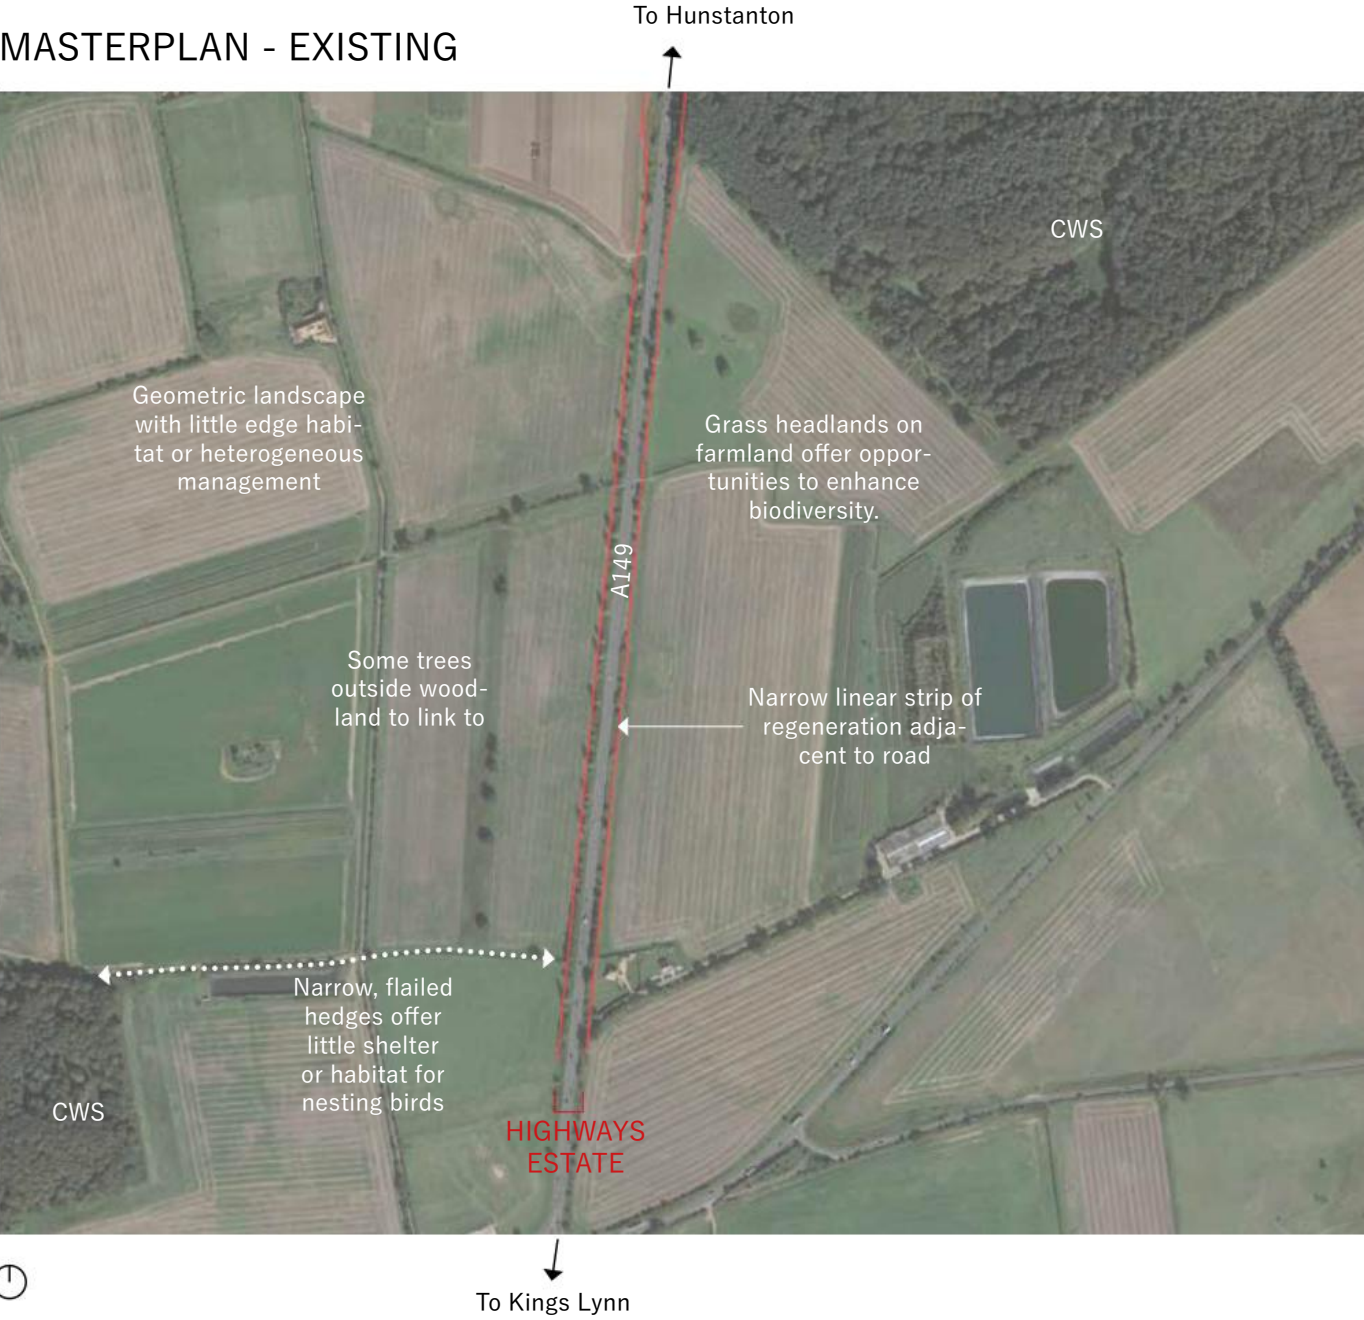 To Hunstanton
MASTERPLAN - EXISTING
CWS
Geometric landscape
with little edge habi-
tat or heterogeneous
management
Grass headlands on
farmland offer oppor-
tunities to enhance
biodiversity.
A149
Some trees
outside wood-
land to link to
Narrow linear strip of
regeneration adja-
cent to road
Narrow, flailed
hedges offer
little shelter
or habitat for
nesting birds
CWS
HIGHWAYS
ESTATE
To Kings Lynn